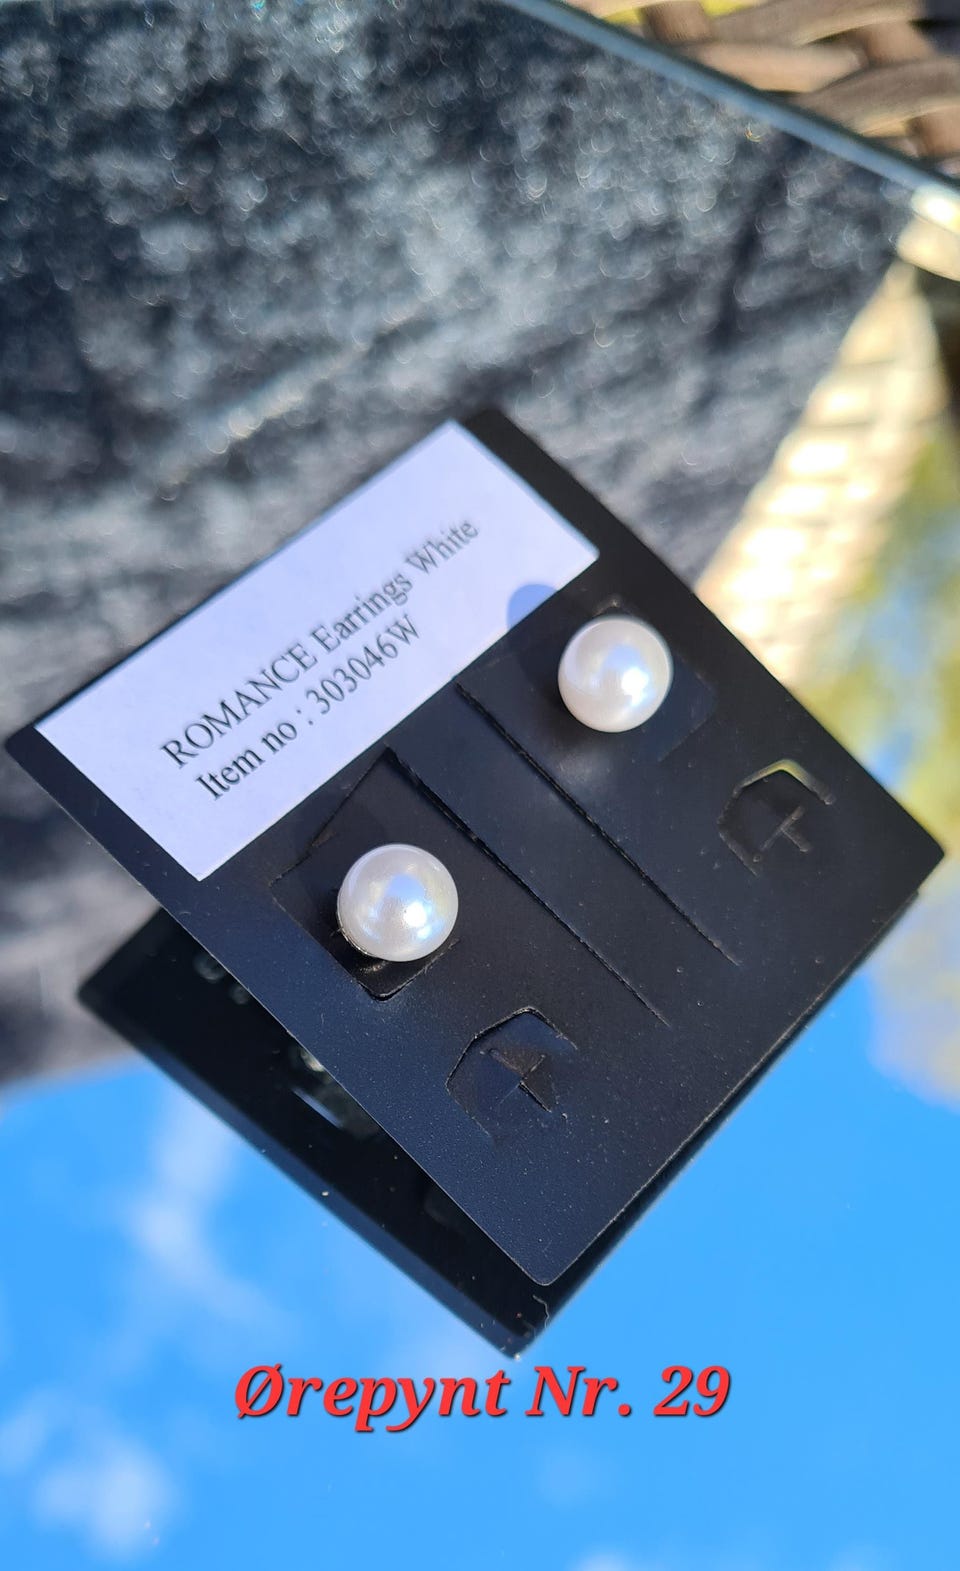 ROMANCE Earrings White
Item no : 303046W
Ørepynt Nr. 29